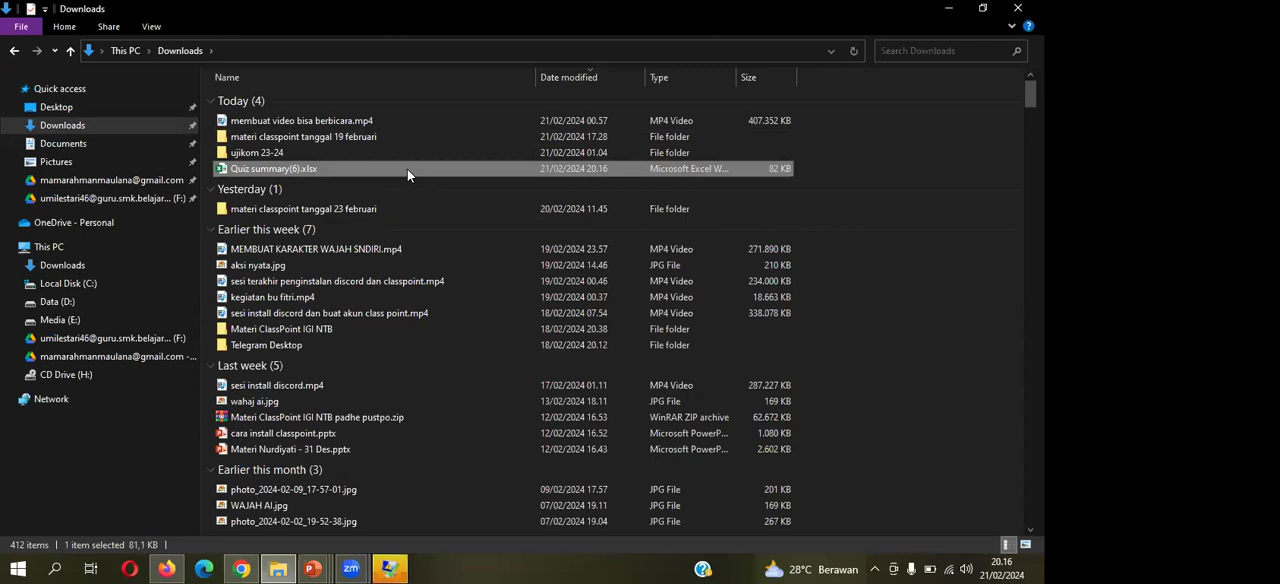 Downloads
File Home Share View
This PC Downloads Search Downloads
Name Date modified Type Size
Quick access
Desktop
Downloads
Documents
Pictures
mamarahmanmaulana@gmail.com
umilestari46@guru.smk.belajar... (F:)
OneDrive - Personal
This PC
Downloads
Local Disk (C:)
Data (D:)
Media (E:)
umilestari46@guru.smk.belajar... (F:)
mamarahmanmaulana@gmail.com -...
CD Drive (H:)
Network
Today (4)
membuat video bisa berbicara.mp4 21/02/2024 00.57 MP4 Video 407.352 KB
materi classpoint tanggal 19 februari 21/02/2024 17.28 File folder
ujikom 23-24 21/02/2024 01.04 File folder
Quiz summary(6).xlsx 21/02/2024 20.16 Microsoft Excel W... 82 KB
Yesterday (1)
materi classpoint tanggal 23 februari 20/02/2024 11.45 File folder
Earlier this week (7)
MEMBUAT KARAKTER WAJAH SNDIRI.mp4 19/02/2024 23.57 MP4 Video 271.890 KB
aksi nyata.jpg 19/02/2024 14.46 JPG File 210 KB
sesi terakhir penginstalan discord dan classpoint.mp4 19/02/2024 00.46 MP4 Video 234.000 KB
kegiatan bu fitri.mp4 19/02/2024 00.37 MP4 Video 18.663 KB
sesi install discord dan buat akun class point.mp4 18/02/2024 07.54 MP4 Video 338.078 KB
Materi ClassPoint IGI NTB 18/02/2024 20.38 File folder
Telegram Desktop 18/02/2024 20.12 File folder
Last week (5)
sesi install discord.mp4 17/02/2024 01.11 MP4 Video 287.227 KB
wahaj ai.jpg 13/02/2024 18.11 JPG File 169 KB
Materi ClassPoint IGI NTB padhe pustpo.zip 12/02/2024 16.53 WinRAR ZIP archive 62.672 KB
cara install classpoint.pptx 12/02/2024 16.52 Microsoft PowerP... 1.080 KB
Materi Nurdiyati - 31 Des.pptx 12/02/2024 16.43 Microsoft PowerP... 2.602 KB
Earlier this month (3)
photo_2024-02-09_17-57-01.jpg 09/02/2024 17.57 JPG File 201 KB
WAJAH AI.jpg 07/02/2024 19.11 JPG File 169 KB
photo_2024-02-02_19-52-38.jpg 07/02/2024 19.04 JPG File 267 KB
412 items 1 item selected 81,1 KB
zm
28°C Berawan
20.16
21/02/2024